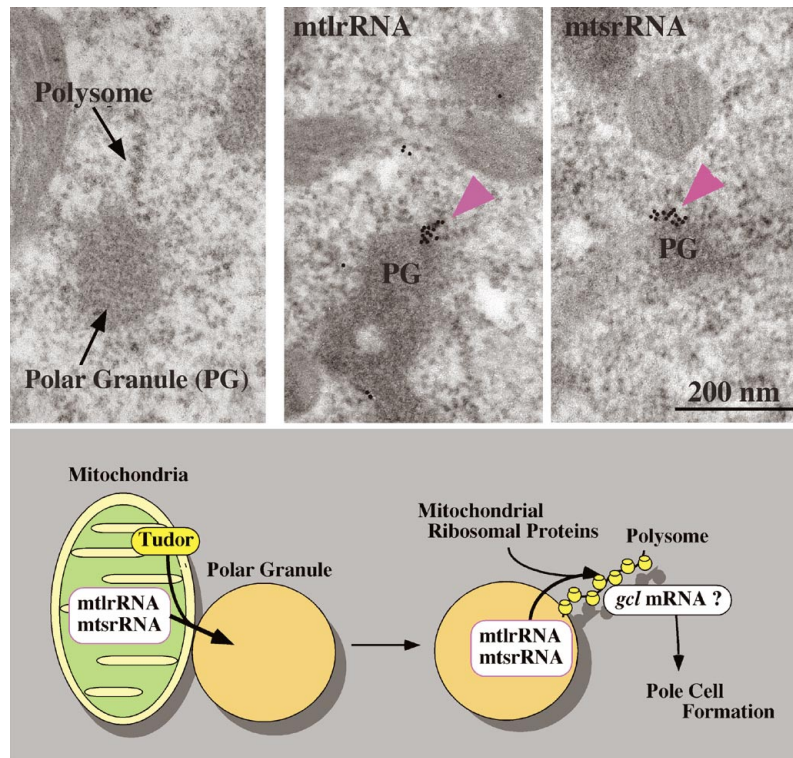 Polysome
Polar Granule (PG)
mtlrRNA
PG
mtsrRNA
PG
200 nm
Mitochondria
Tudor
mtlrRNA
mtsrRNA
Polar Granule
Mitochondrial
Ribosomal Proteins
Polysome
mtlrRNA
mtsrRNA
gcl mRNA ?
Pole Cell
Formation